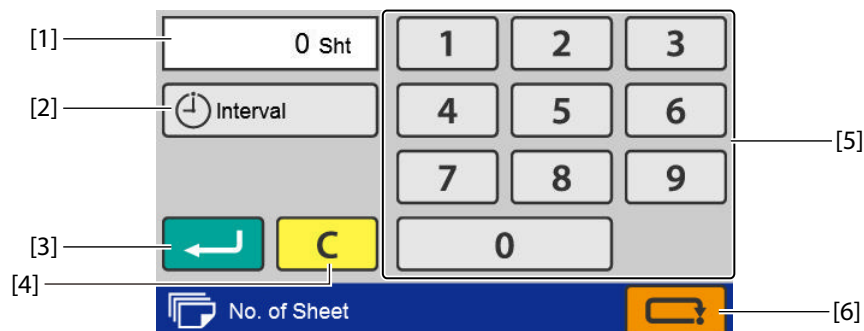 [1] 0 Sht 1 2 3
[2] Interval 4 5 6
[5]
7 8 9
[3] C 0
[4]
No. of Sheet [6]